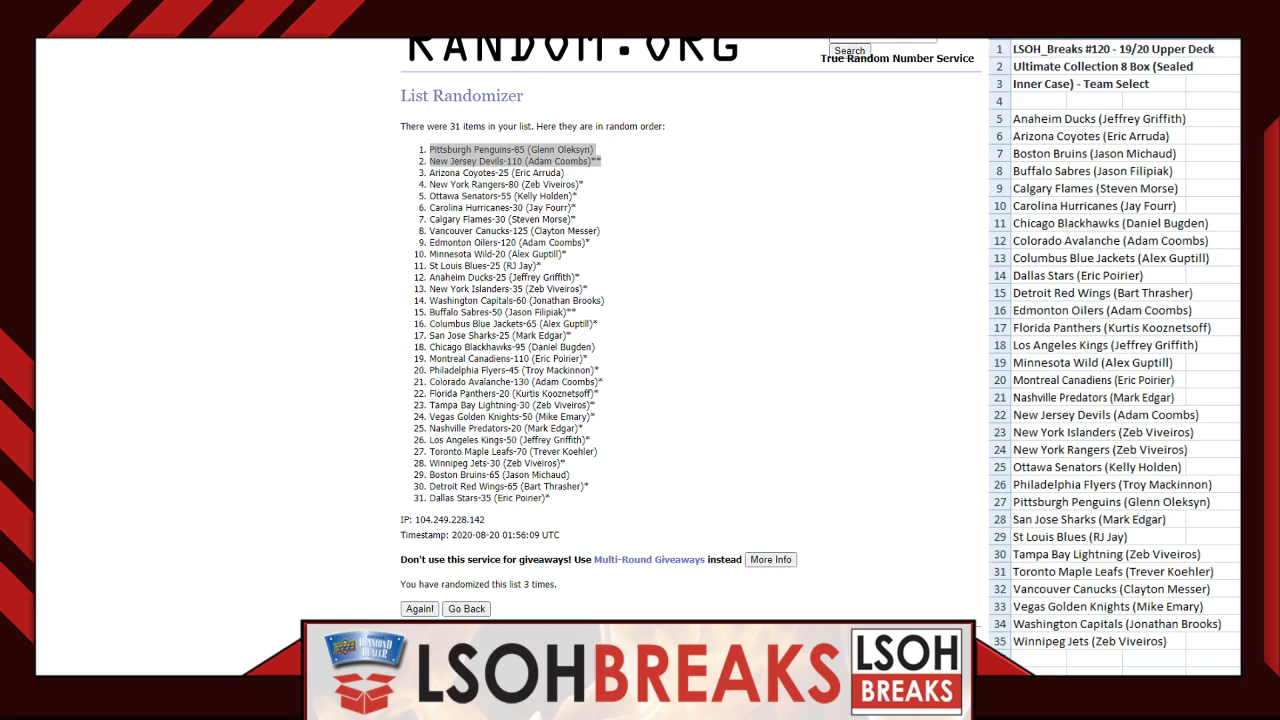 RANDOM.ORG
Search
True Random Number Service
List Randomizer
There were 31 items in your list. Here they are in random order:
1. Pittsburgh Penguins-85 (Glenn Oleksyn)
2. New Jersey Devils-110 (Adam Coombs)**
3. Arizona Coyotes-25 (Eric Arruda)
4. New York Rangers-80 (Zeb Viveiros)*
5. Ottawa Senators-55 (Kelly Holden)*
6. Carolina Hurricanes-30 (Jay Fourr)*
7. Calgary Flames-30 (Steven Morse)*
8. Vancouver Canucks-125 (Clayton Messer)
9. Edmonton Oilers-120 (Adam Coombs)*
10. Minnesota Wild-20 (Alex Guptill)*
11. St Louis Blues-25 (RJ Jay)*
12. Anaheim Ducks-25 (Jeffrey Griffith)*
13. New York Islanders-35 (Zeb Viveiros)*
14. Washington Capitals-60 (Jonathan Brooks)
15. Buffalo Sabres-50 (Jason Filipiak)**
16. Columbus Blue Jackets-65 (Alex Guptill)*
17. San Jose Sharks-25 (Mark Edgar)*
18. Chicago Blackhawks-95 (Daniel Bugden)
19. Montreal Canadiens-110 (Eric Poirier)*
20. Philadelphia Flyers-45 (Troy Mackinnon)*
21. Colorado Avalanche-130 (Adam Coombs)*
22. Florida Panthers-20 (Kurtis Kooznetsoff)*
23. Tampa Bay Lightning-30 (Zeb Viveiros)*
24. Vegas Golden Knights-50 (Mike Emary)*
25. Nashville Predators-20 (Mark Edgar)*
26. Los Angeles Kings-50 (Jeffrey Griffith)*
27. Toronto Maple Leafs-70 (Trever Koehler)
28. Winnipeg Jets-30 (Zeb Viveiros)*
29. Boston Bruins-65 (Jason Michaud)
30. Detroit Red Wings-65 (Bart Thrasher)*
31. Dallas Stars-35 (Eric Poirier)*
IP: 104.249.228.142
Timestamp: 2020-08-20 01:56:09 UTC
Don't use this service for giveaways! Use Multi-Round Giveaways instead More Info
You have randomized this list 3 times.
Again! Go Back
1 LSOH_Breaks #120 - 19/20 Upper Deck
2 Ultimate Collection 8 Box (Sealed
3 Inner Case) - Team Select
4
5 Anaheim Ducks (Jeffrey Griffith)
6 Arizona Coyotes (Eric Arruda)
7 Boston Bruins (Jason Michaud)
8 Buffalo Sabres (Jason Filipiak)
9 Calgary Flames (Steven Morse)
10 Carolina Hurricanes (Jay Fourr)
11 Chicago Blackhawks (Daniel Bugden)
12 Colorado Avalanche (Adam Coombs)
13 Columbus Blue Jackets (Alex Guptill)
14 Dallas Stars (Eric Poirier)
15 Detroit Red Wings (Bart Thrasher)
16 Edmonton Oilers (Adam Coombs)
17 Florida Panthers (Kurtis Kooznetsoff)
18 Los Angeles Kings (Jeffrey Griffith)
19 Minnesota Wild (Alex Guptill)
20 Montreal Canadiens (Eric Poirier)
21 Nashville Predators (Mark Edgar)
22 New Jersey Devils (Adam Coombs)
23 New York Islanders (Zeb Viveiros)
24 New York Rangers (Zeb Viveiros)
25 Ottawa Senators (Kelly Holden)
26 Philadelphia Flyers (Troy Mackinnon)
27 Pittsburgh Penguins (Glenn Oleksyn)
28 San Jose Sharks (Mark Edgar)
29 St Louis Blues (RJ Jay)
30 Tampa Bay Lightning (Zeb Viveiros)
31 Toronto Maple Leafs (Trever Koehler)
32 Vancouver Canucks (Clayton Messer)
33 Vegas Golden Knights (Mike Emary)
34 Washington Capitals (Jonathan Brooks)
35 Winnipeg Jets (Zeb Viveiros)
DIAMOND
DEALER
LSOHBREAKS
LSOH
BREAKS